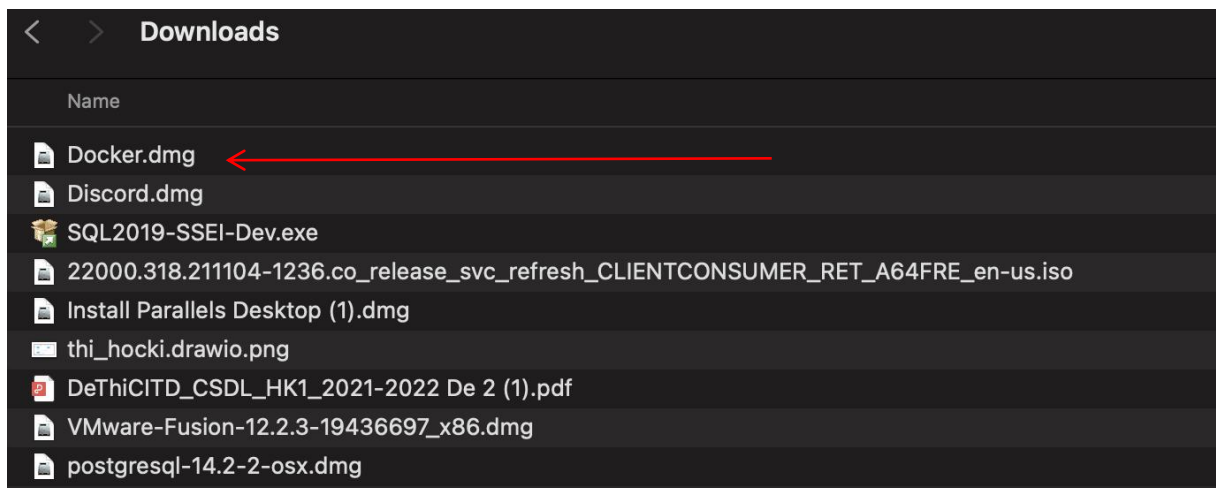 Downloads
Name
Docker.dmg
Discord.dmg
SQL2019-SSEI-Dev.exe
22000.318.211104-1236.co_release_svc_refresh_CLIENTCONSUMER_RET_A64FRE_en-us.iso
Install Parallels Desktop (1).dmg
thi_hocki.drawio.png
DeThiCITD_CSDL_HK1_2021-2022 De 2 (1).pdf
VMware-Fusion-12.2.3-19436697_x86.dmg
postgresql-14.2-2-osx.dmg